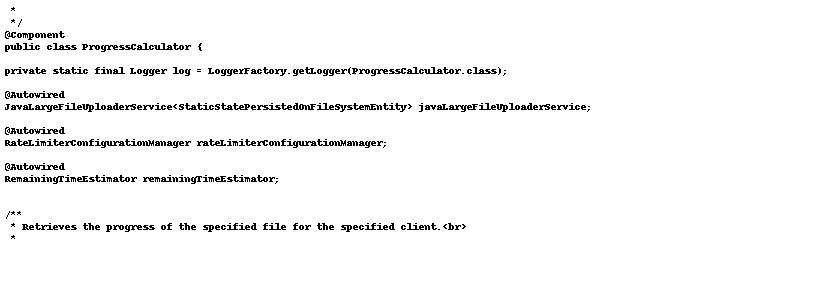 *
*/
@Component
public class ProgressCalculator {
private static final Logger log = LoggerFactory.getLogger(ProgressCalculator.class);
@Autowired
JavaLargeFileUploaderService<StaticStatePersistedOnFileSystemEntity> javaLargeFileUploaderService;
@Autowired
RateLimiterConfigurationManager rateLimiterConfigurationManager;
@Autowired
RemainingTimeEstimator remainingTimeEstimator;
/**
* Retrieves the progress of the specified file for the specified client.<br>
*